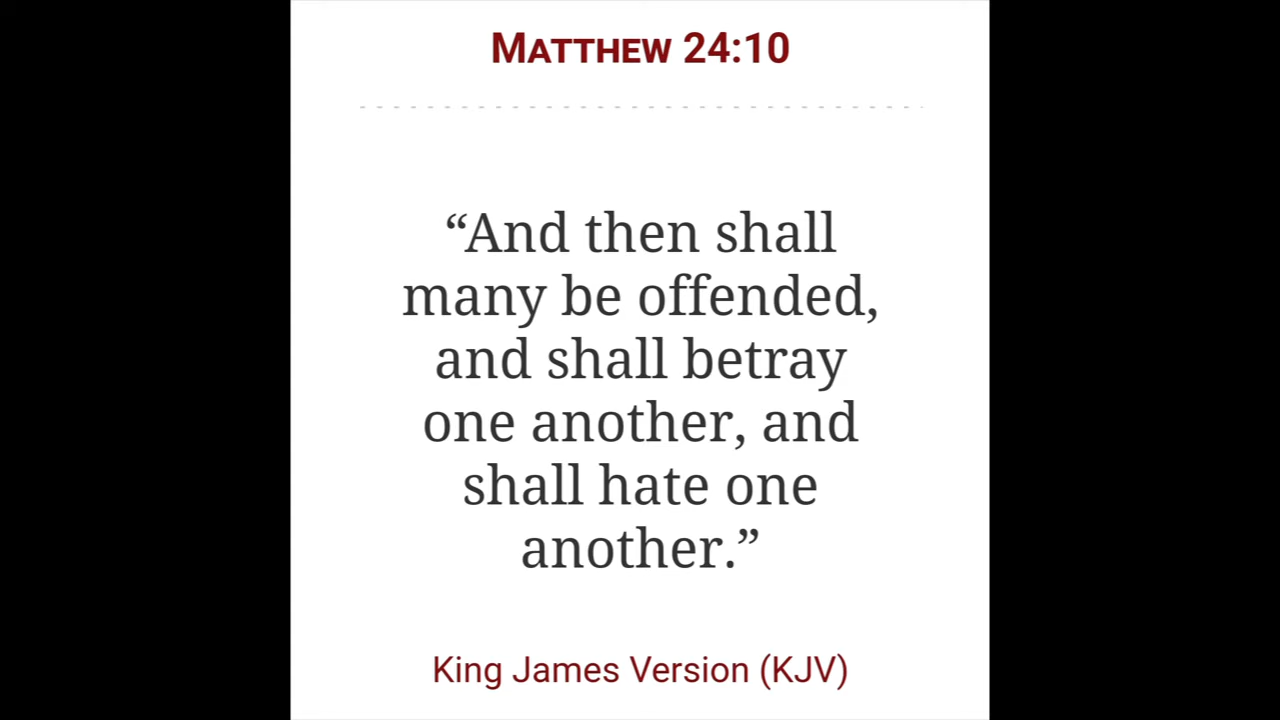 MATTHEW 24:10
“And then shall
many be offended,
and shall betray
one another, and
shall hate one
another.”
King James Version (KJV)